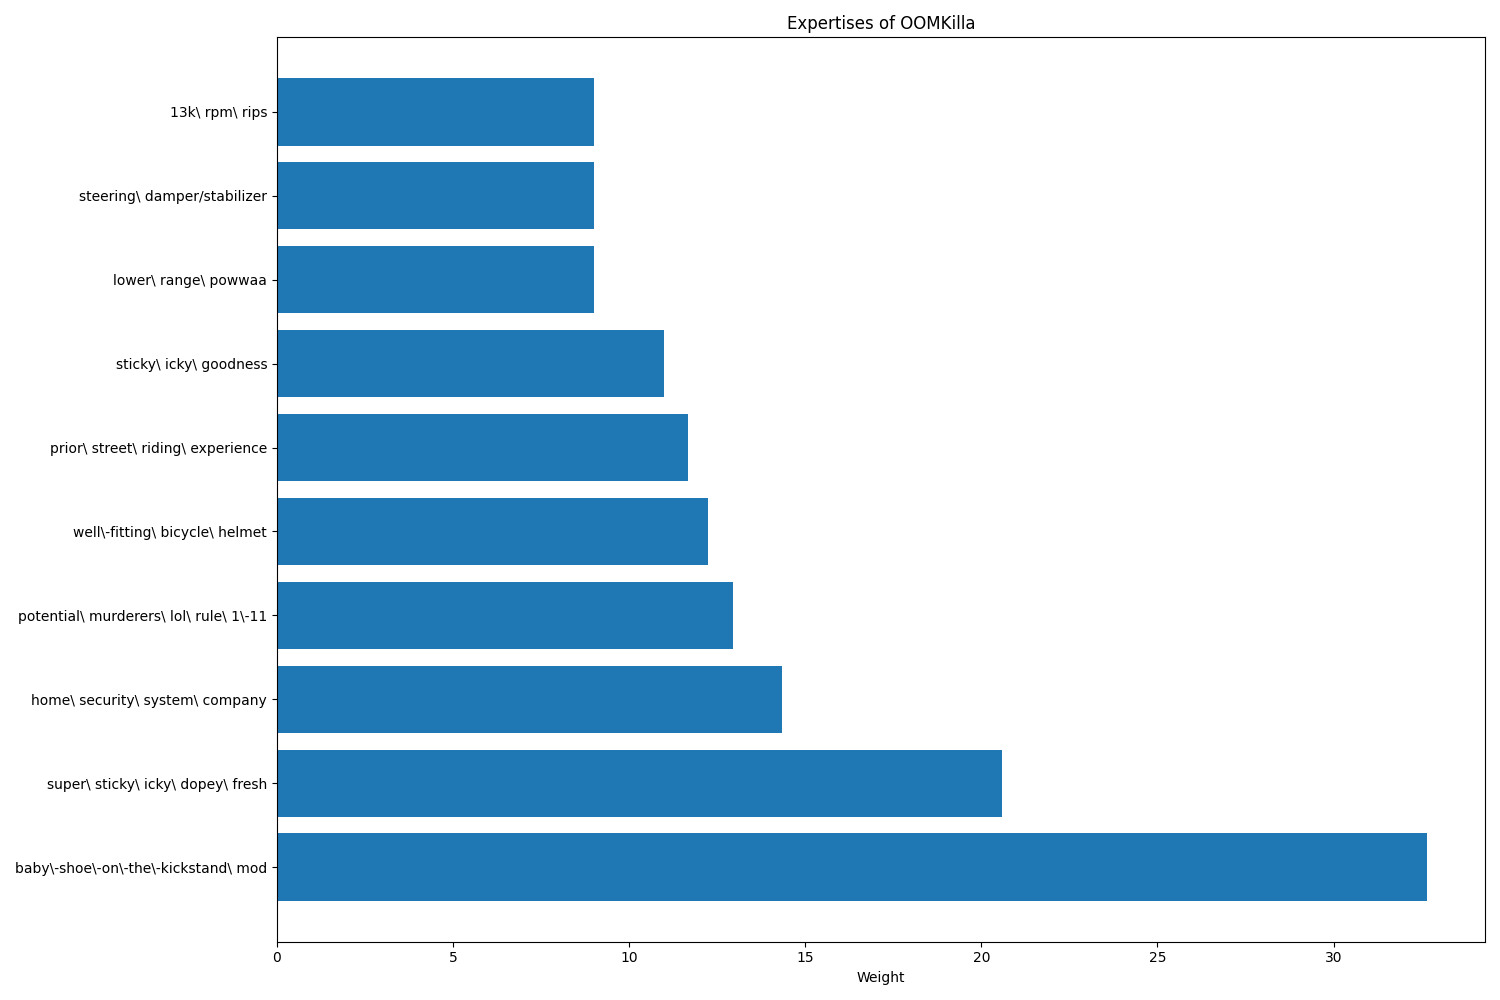 Expertises of OOMKilla
13k\ rpm\ rips
steering\ damper/stabilizer
lower\ range\ powwaa
sticky\ icky\ goodness
prior\ street\ riding\ experience
well\-fitting\ bicycle\ helmet
potential\ murderers\ lol\ rule\ 1\-11
home\ security\ system\ company
super\ sticky\ icky\ dopey\ fresh
baby\-shoe\-on\-the\-kickstand\ mod
0 5 10 15 20 25 30
Weight